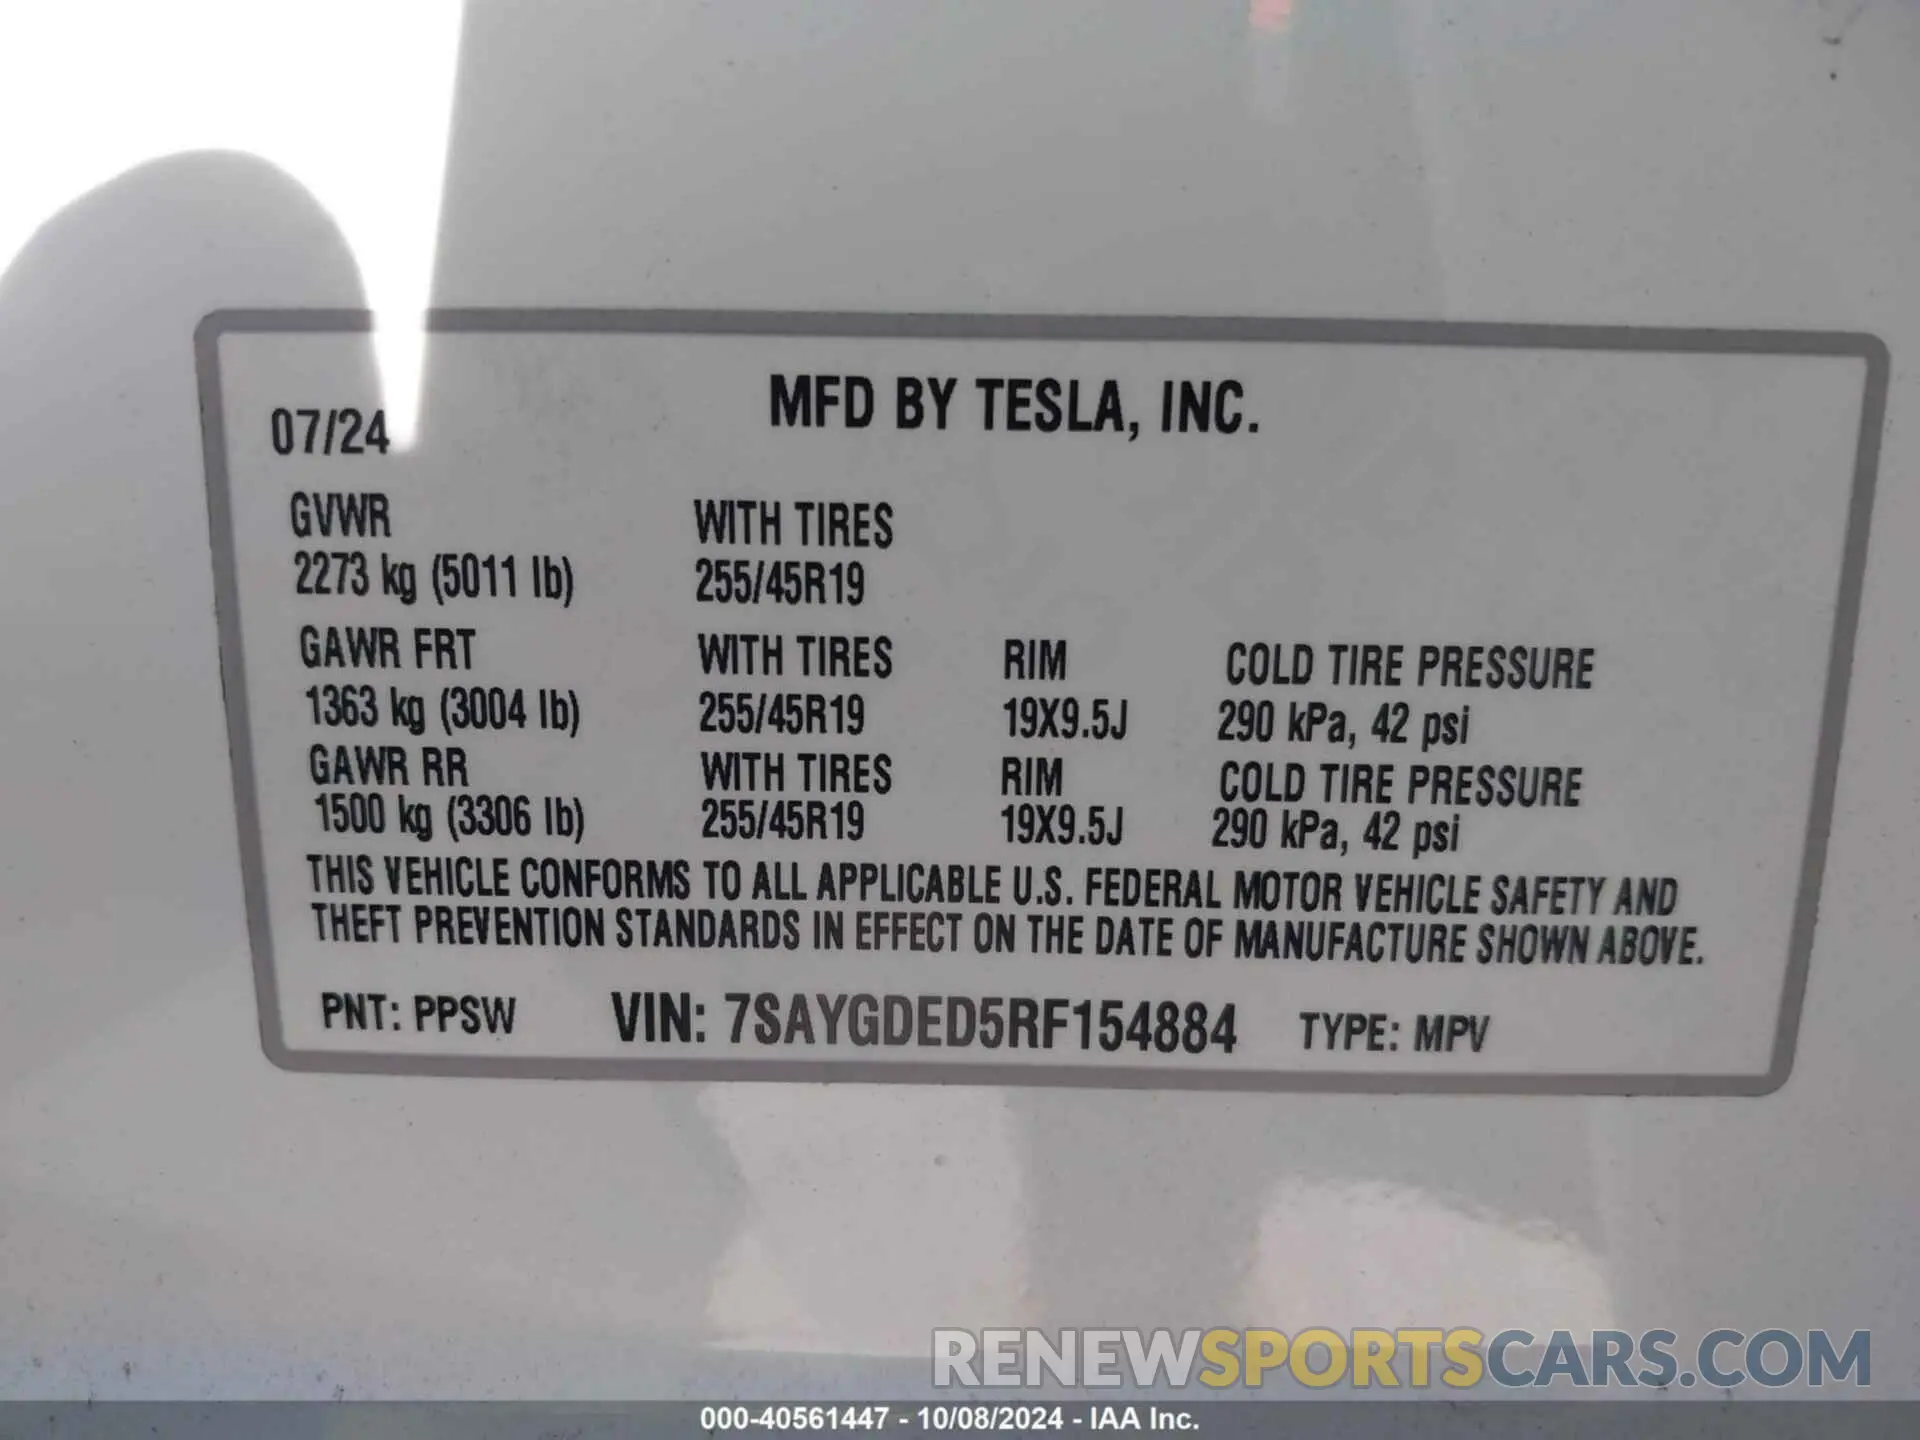 MFD BY TESLA, INC.
07/24
GVWR WITH TIRES
2273 kg (5011 lb) 255/45R19
GAWR FRT WITH TIRES RIM COLD TIRE PRESSURE
1363 kg (3004 lb) 255/45R19 19X9.5J 290 kPa, 42 psi
GAWR RR WITH TIRES RIM COLD TIRE PRESSURE
1500 kg (3306 lb) 255/45R19 19X9.5J 290 kPa, 42 psi
THIS VEHICLE CONFORMS TO ALL APPLICABLE U.S. FEDERAL MOTOR VEHICLE SAFETY AND
THEFT PREVENTION STANDARDS IN EFFECT ON THE DATE OF MANUFACTURE SHOWN ABOVE.
PNT: PPSW VIN: 7SAYGDED5RF154884 TYPE: MPV
RENEWSPORTSCARS.COM
000-40561447 - 10/08/2024 - IAA Inc.